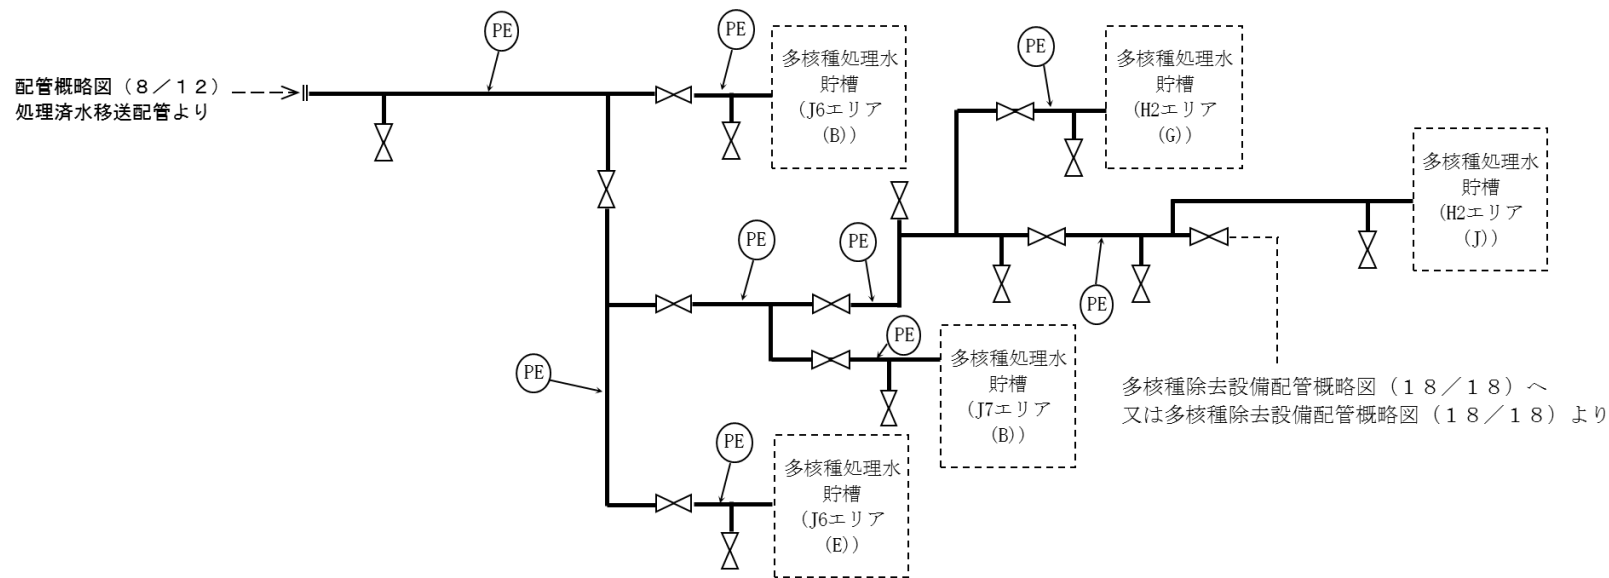 PE
PE
配管概略図（８／１２）
処理済水移送配管より
多核種処理水
貯槽
（J6エリア
(B)）
PE
多核種処理水
貯槽
（H2エリア
(G)）
多核種処理水
貯槽
（H2エリア
(J)）
PE
PE
PE
PE
多核種処理水
貯槽
（J7エリア
(B)）
PE
多核種除去設備配管概略図（１８／１８）へ
又は多核種除去設備配管概略図（１８／１８）より
PE
多核種処理水
貯槽
（J6エリア
(E)）